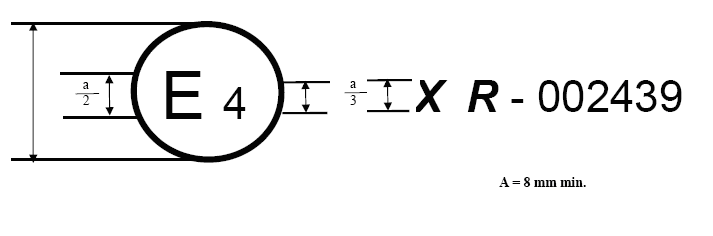 a/2 E 4 a/3 X R - 002439
A = 8 mm min.